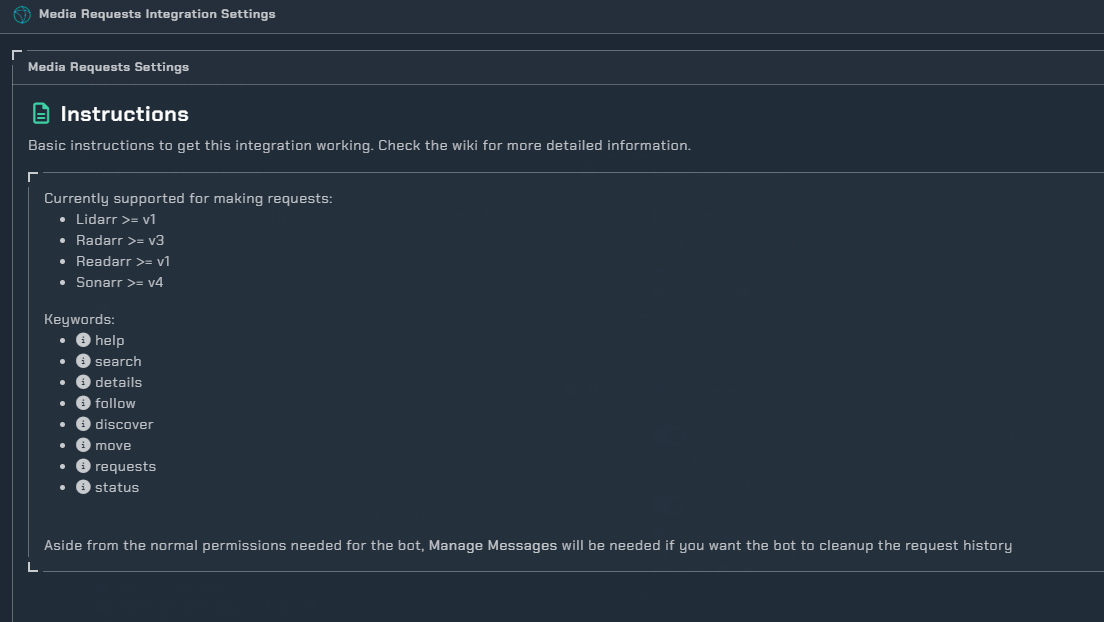 Media Requests Integration Settings
Media Requests Settings
Instructions
Basic instructions to get this integration working. Check the wiki for more detailed information.
Currently supported for making requests:
Lidarr >= v1
Radarr >= v3
Readarr >= v1
Sonarr >= v4
Keywords:
help
search
details
follow
discover
move
requests
status
Aside from the normal permissions needed for the bot, Manage Messages will be needed if you want the bot to cleanup the request history